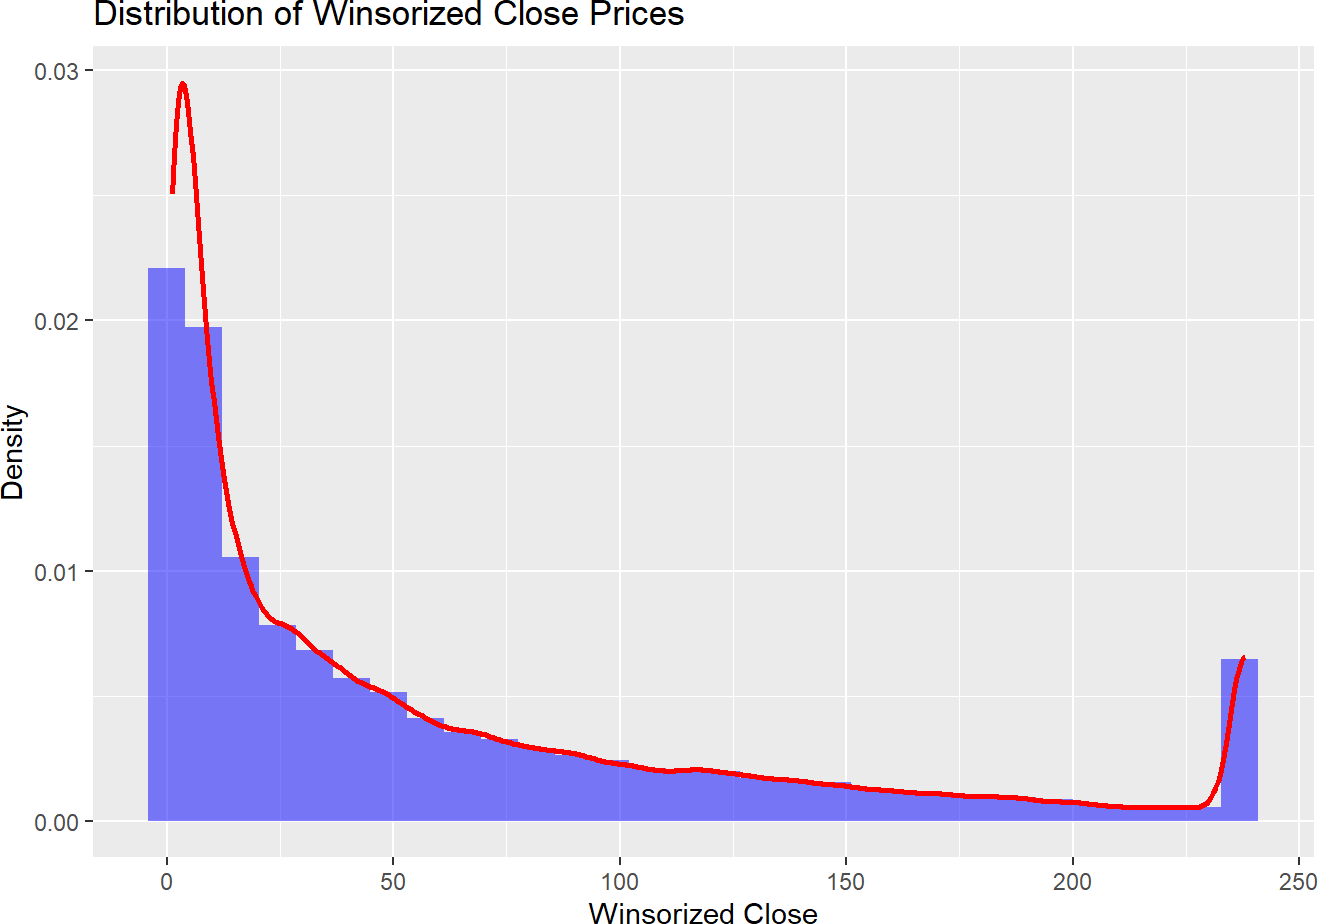 Distribution of Winsorized Close Prices
0.03
0.02
0.01
0.00
Density
0 50 100 150 200 250
Winsorized Close